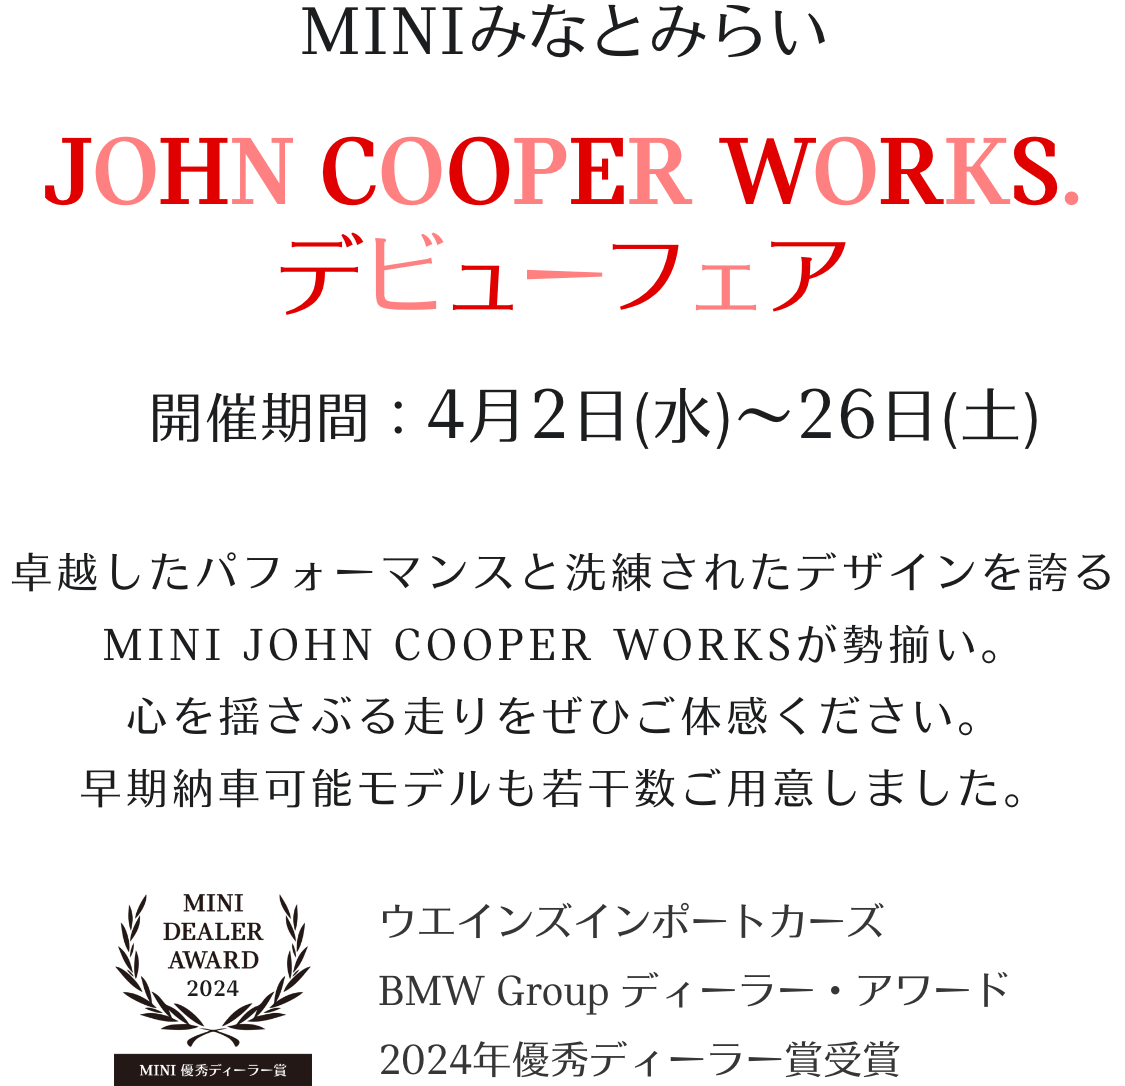 MINIみなとみらい
JOHN COOPER WORKS.
デビューフェア
開催期間：4月2日(水)～26日(土)
卓越したパフォーマンスと洗練されたデザインを誇る
MINI JOHN COOPER WORKSが勢揃い。
心を揺さぶる走りをぜひご体感ください。
早期納車可能モデルも若干数ご用意しました。
MINI
DEALER
AWARD
2024
MINI 優秀ディーラー賞
ウエインズインポートカーズ
BMW Group ディーラー・アワード
2024年優秀ディーラー賞受賞